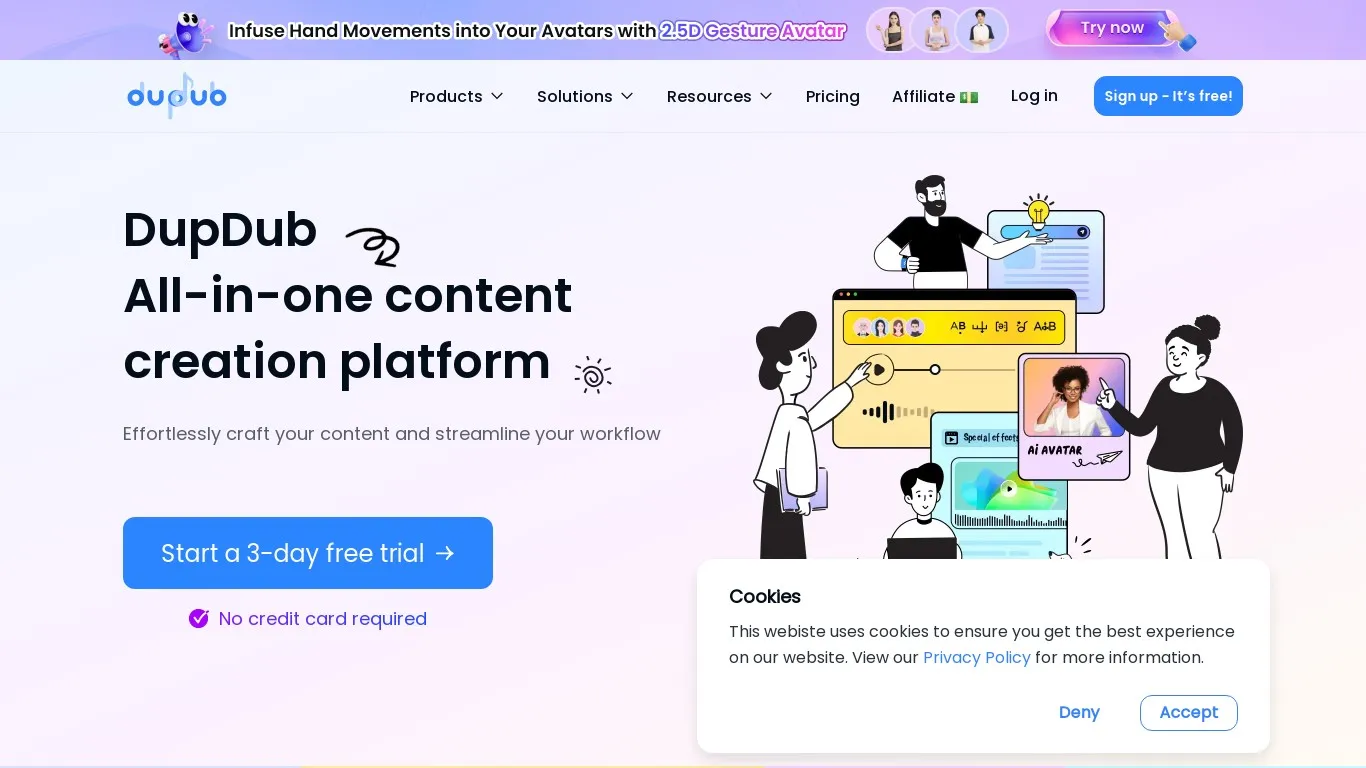 Infuse Hand Movements into Your Avatars with 2.5D Gesture Avatar
Try now
dupdub
Products
Solutions
Resources
Pricing
Affiliate 💵
Log in
Sign up - It’s free!
DupDub
All-in-one content
creation platform
Effortlessly craft your content and streamline your workflow
Start a 3-day free trial →
No credit card required
Special effects
Ai AVATAR
Cookies
This webiste uses cookies to ensure you get the best experience
on our website. View our Privacy Policy for more information.
Deny
Accept